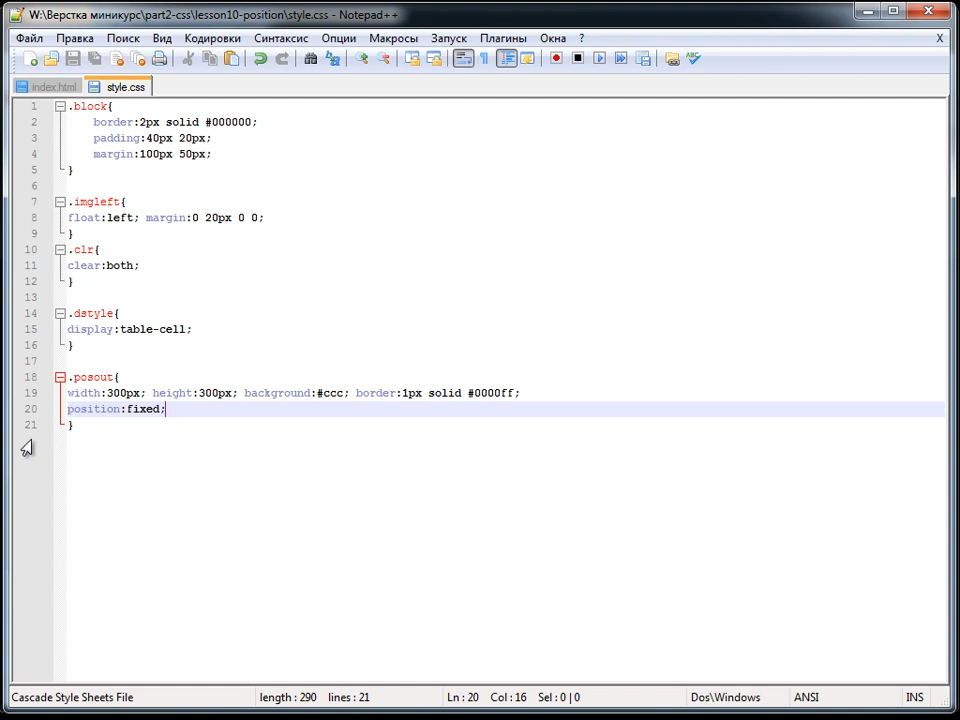 W:\Верстка миникурс\part2-css\lesson10-position\style.css - Notepad++
Файл Правка Поиск Вид Кодировки Синтаксис Опции Макросы Запуск Плагины Окна ? X
index.html style.css
1 .block{
2 border:2px solid #000000;
3 padding:40px 20px;
4 margin:100px 50px;
5 }
6
7 .imgleft{
8 float:left; margin:0 20px 0 0;
9 }
10 .clr{
11 clear:both;
12 }
13
14 .dstyle{
15 display:table-cell;
16 }
17
18 .posout{
19 width:300px; height:300px; background:#ccc; border:1px solid #0000ff;
20 position:fixed;
21 }
Cascade Style Sheets File length : 290 lines : 21 Ln : 20 Col : 16 Sel : 0 | 0 Dos\Windows ANSI INS